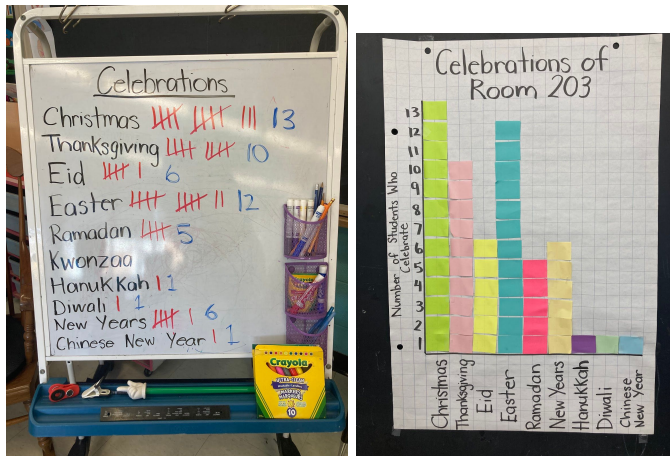 Celebrations
Christmas 13
Thanksgiving 10
Eid 6
Easter 12
Ramadan 5
Kwonzaa
Hanukkah 1
Diwali 1
New Years 6
Chinese New Year 1
Crayola
10
Celebrations of
Room 203
Number of Students Who
Celebrate
13
12
11
10
9
8
7
6
5
4
3
2
1
Christmas
Thanksgiving
Eid
Easter
Ramadan
New Years
Hanukkah
Diwali
Chinese
New Year